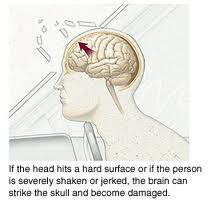 If the head hits a hard surface or if the person
is severely shaken or jerked, the brain can
strike the skull and become damaged.